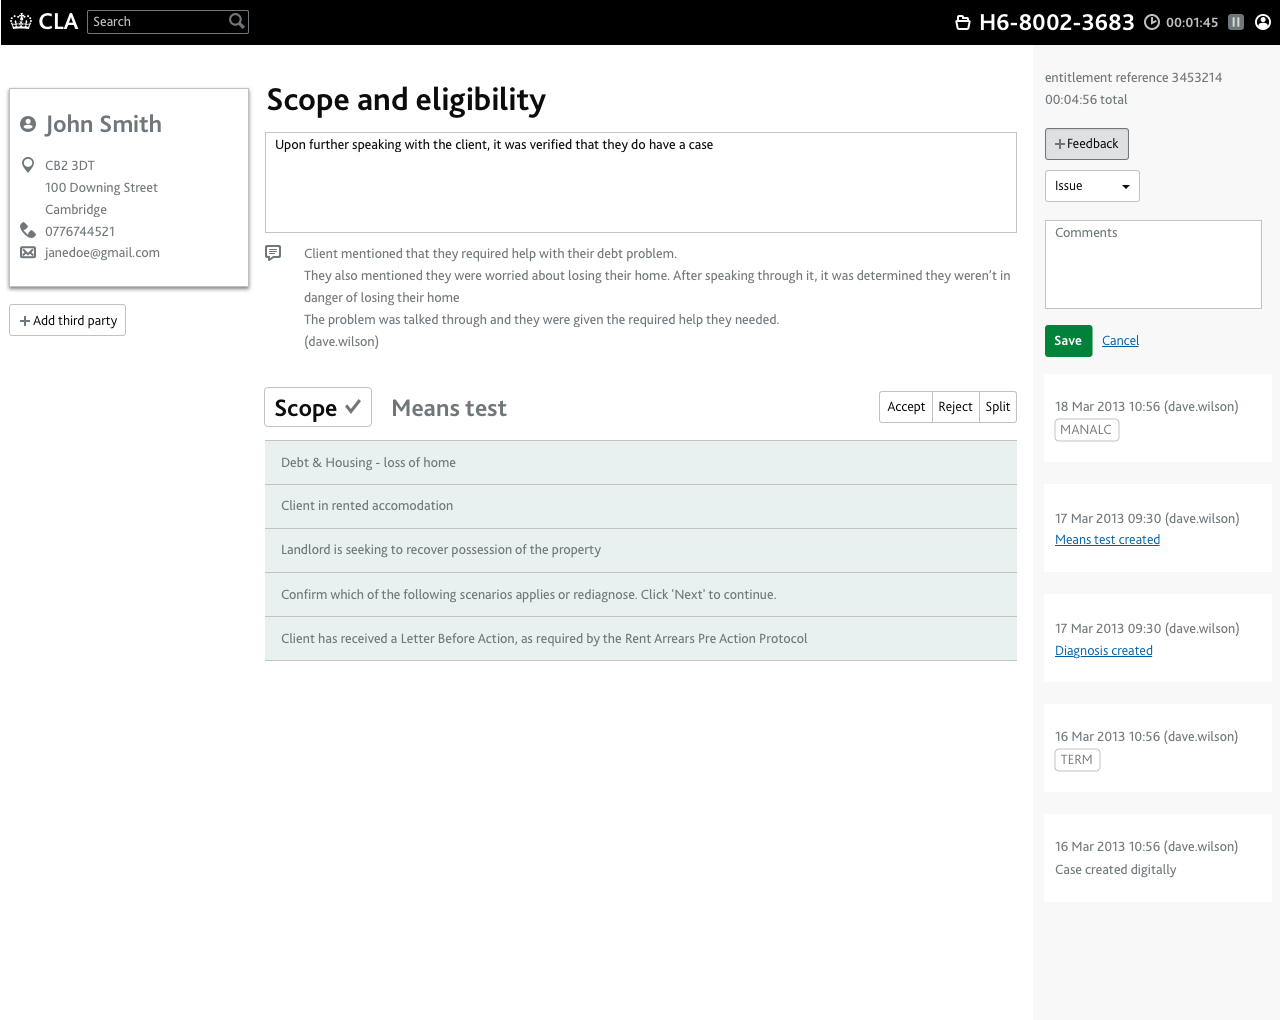 CLA
Search
H6-8002-3683
00:01:45
John Smith
CB2 3DT
100 Downing Street
Cambridge
0776744521
janedoe@gmail.com
Add third party
Scope and eligibility
Upon further speaking with the client, it was verified that they do have a case
Client mentioned that they required help with their debt problem.
They also mentioned they were worried about losing their home. After speaking through it, it was determined they weren't in
danger of losing their home
The problem was talked through and they were given the required help they needed.
(dave.wilson)
Scope
Means test
Accept
Reject
Split
Debt & Housing - loss of home
Client in rented accomodation
Landlord is seeking to recover possession of the property
Confirm which of the following scenarios applies or rediagnose. Click 'Next' to continue.
Client has received a Letter Before Action, as required by the Rent Arrears Pre Action Protocol
entitlement reference 3453214
00:04:56 total
Feedback
Issue
Comments
Save
Cancel
18 Mar 2013 10:56 (dave.wilson)
MANALC
17 Mar 2013 09:30 (dave.wilson)
Means test created
17 Mar 2013 09:30 (dave.wilson)
Diagnosis created
16 Mar 2013 10:56 (dave.wilson)
TERM
16 Mar 2013 10:56 (dave.wilson)
Case created digitally